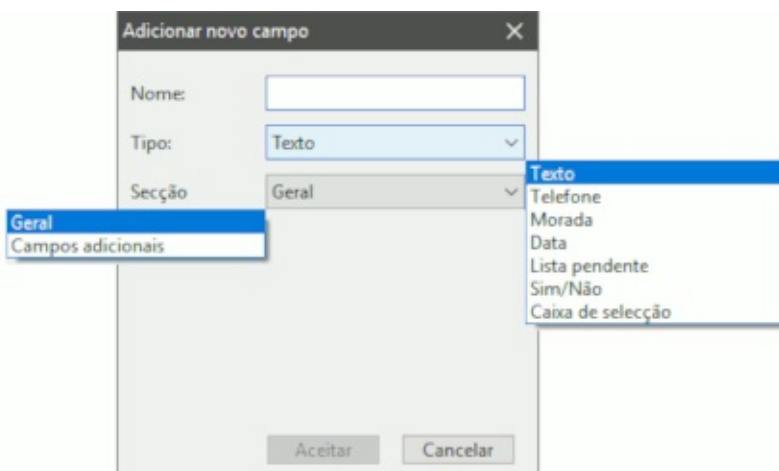 Adicionar novo campo
Nome:
Tipo: Texto
Secção Geral
Geral
Campos adicionais
Texto
Telefone
Morada
Data
Lista pendente
Sim/Não
Caixa de selecção
Aceitar Cancelar